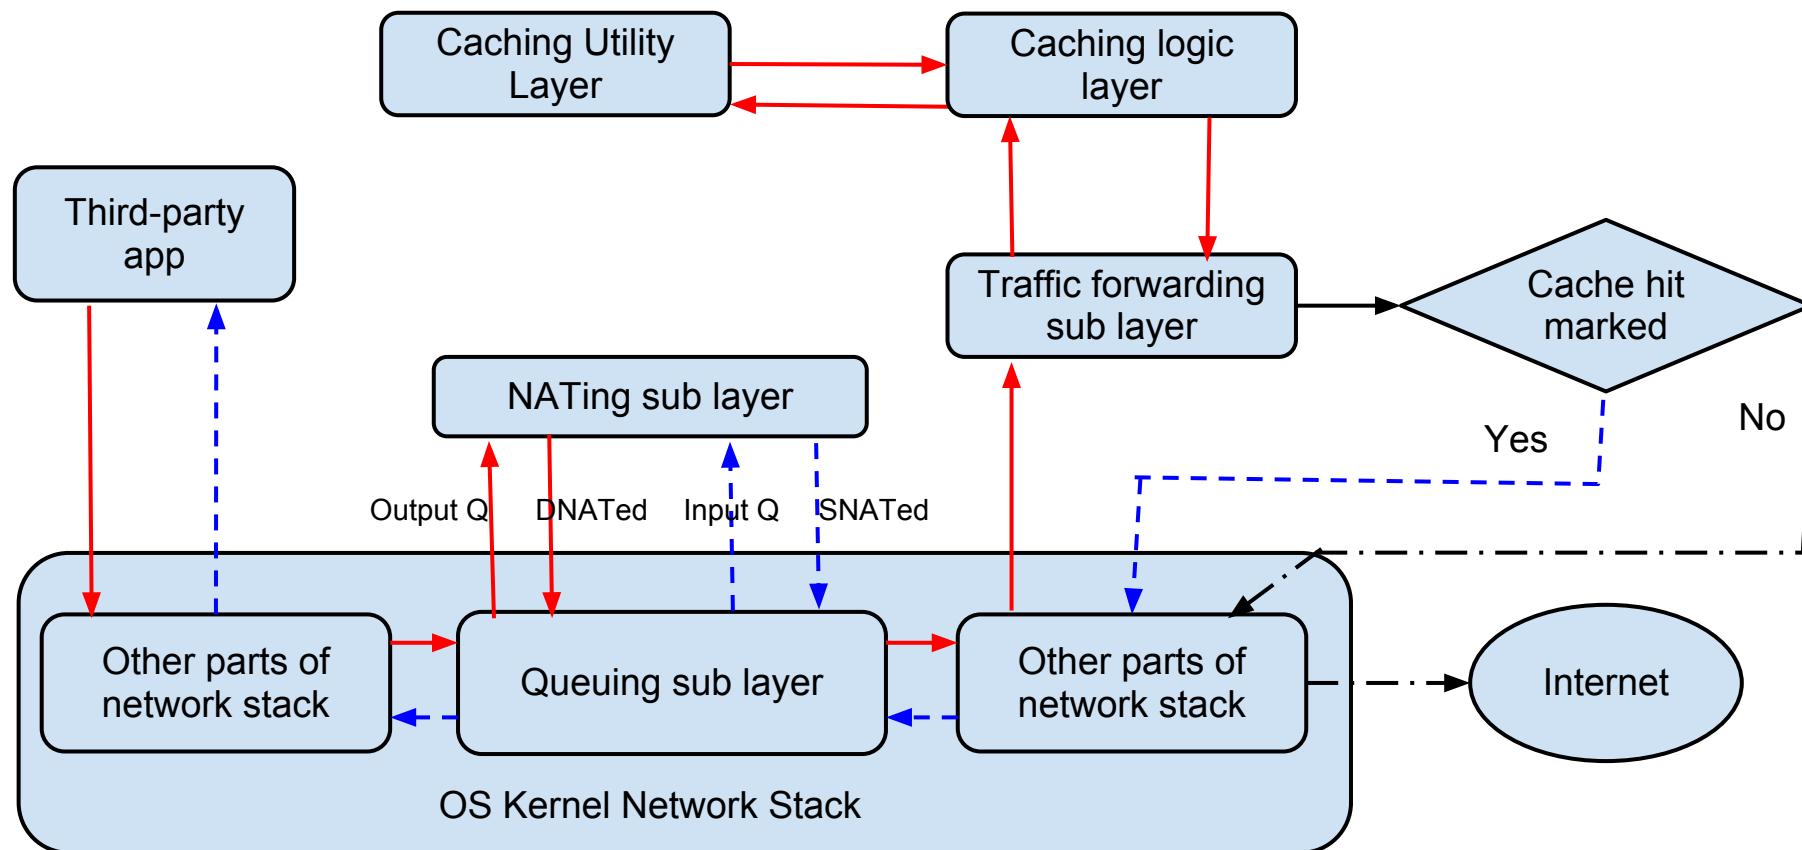 Caching Utility
Layer
Caching logic
layer
Third-party
app
Traffic forwarding
sub layer
Cache hit
marked
NATing sub layer
Yes
No
Output Q
DNATed
Input Q
SNATed
Other parts of
network stack
Queuing sub layer
Other parts of
network stack
Internet
OS Kernel Network Stack